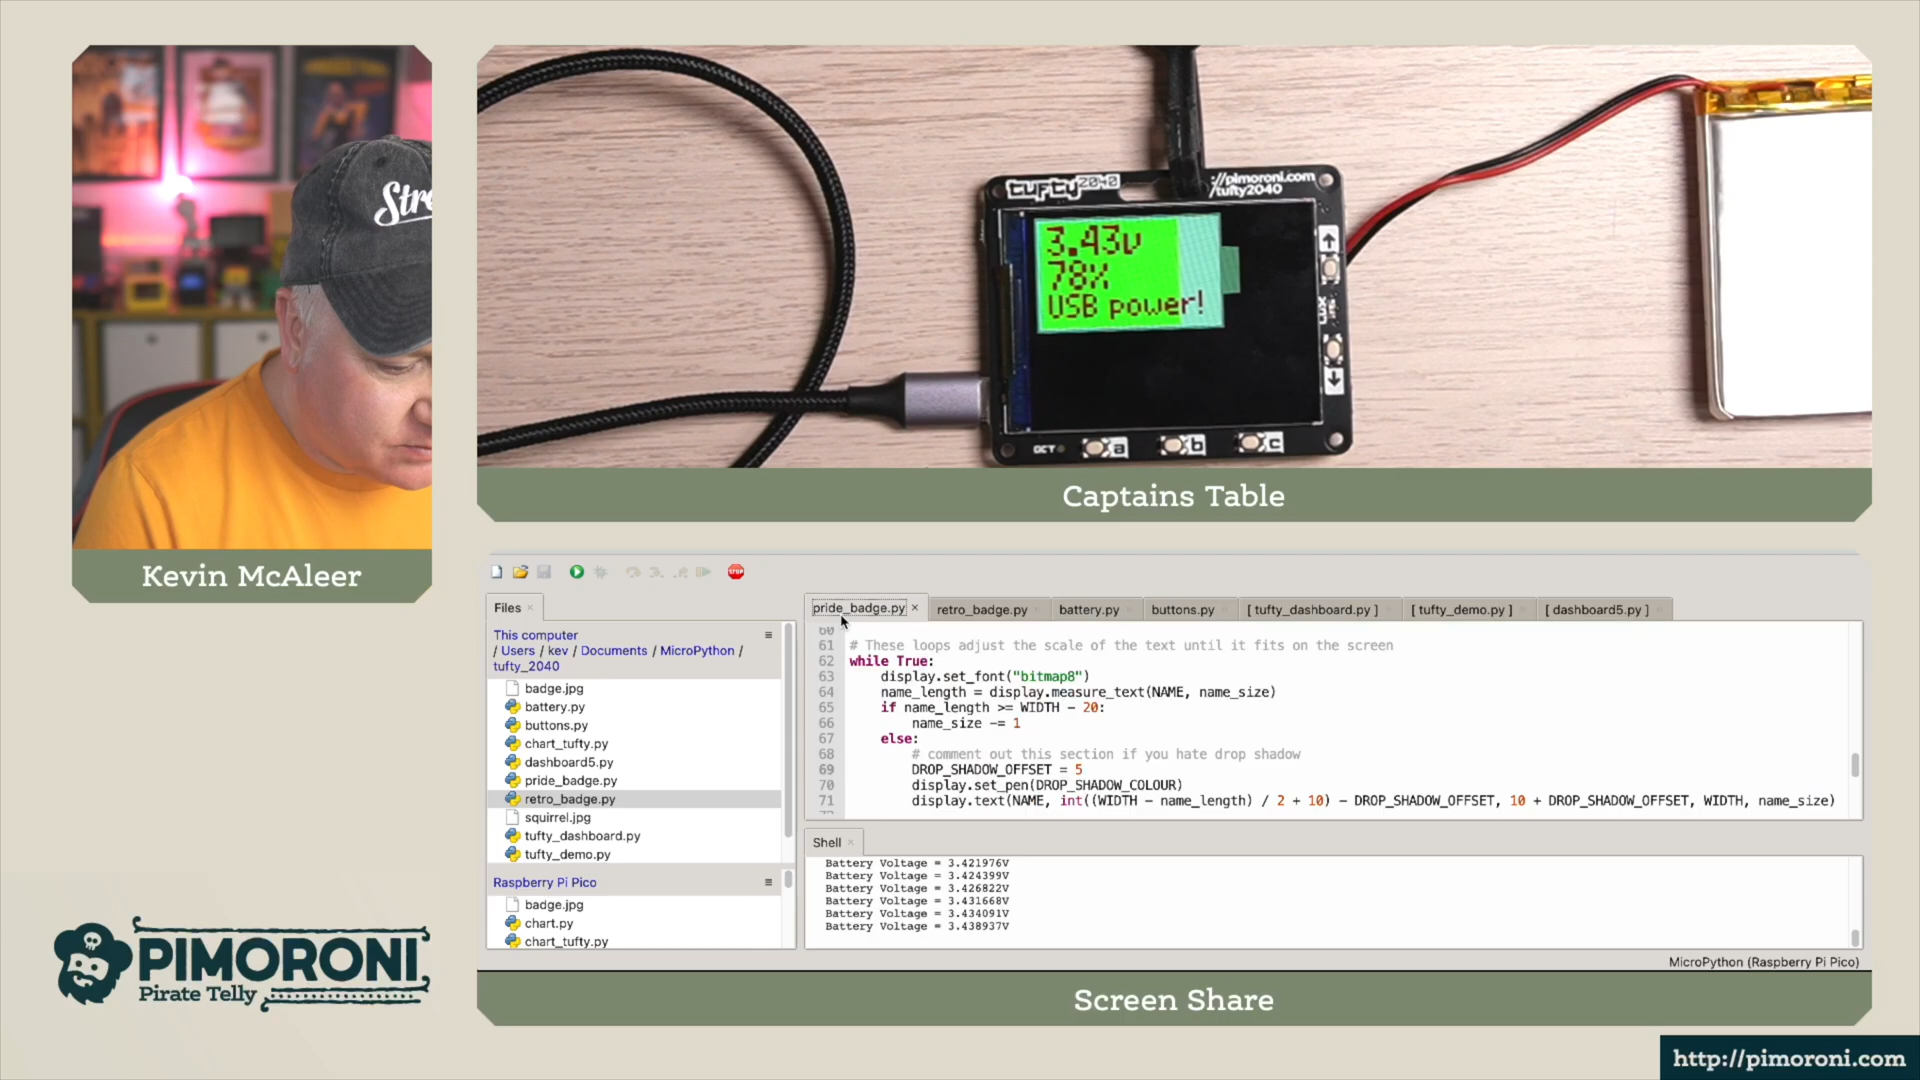 Stre
Kevin McAleer
tufty2040
://pimoroni.com
/tufty2040
3.43v
78%
USB power!
a
b
c
Captains Table
Files
This computer
/ Users / kev / Documents / MicroPython /
tufty_2040
badge.jpg
battery.py
buttons.py
chart_tufty.py
dashboard5.py
pride_badge.py
retro_badge.py
squirrel.jpg
tufty_dashboard.py
tufty_demo.py
Raspberry Pi Pico
badge.jpg
chart.py
chart_tufty.py
STOP
pride_badge.py
retro_badge.py
battery.py
buttons.py
[ tufty_dashboard.py ]
[ tufty_demo.py ]
[ dashboard5.py ]
60
61 # These loops adjust the scale of the text until it fits on the screen
62 while True:
63 display.set_font("bitmap8")
64 name_length = display.measure_text(NAME, name_size)
65 if name_length >= WIDTH - 20:
66 name_size -= 1
67 else:
68 # comment out this section if you hate drop shadow
69 DROP_SHADOW_OFFSET = 5
70 display.set_pen(DROP_SHADOW_COLOUR)
71 display.text(NAME, int((WIDTH - name_length) / 2 + 10) - DROP_SHADOW_OFFSET, 10 + DROP_SHADOW_OFFSET, WIDTH, name_size)
Shell
Battery Voltage = 3.421976V
Battery Voltage = 3.424399V
Battery Voltage = 3.426822V
Battery Voltage = 3.431668V
Battery Voltage = 3.434091V
Battery Voltage = 3.438937V
MicroPython (Raspberry Pi Pico)
Screen Share
PIMORONI
Pirate Telly
http://pimoroni.com